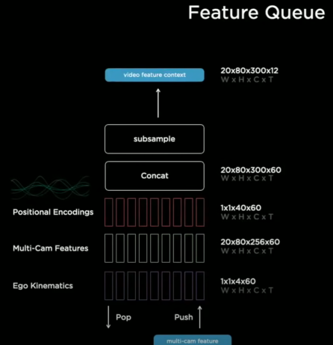 Feature Queue
video feature context
20x80x300x12
W x H x C x T
subsample
Concat
20x80x300x60
W x H x C x T
Positional Encodings
1x1x40x60
W x H x C x T
Multi-Cam Features
20x80x256x60
W x H x C x T
Ego Kinematics
1x1x4x60
W x H x C x T
Pop
Push
multi-cam feature